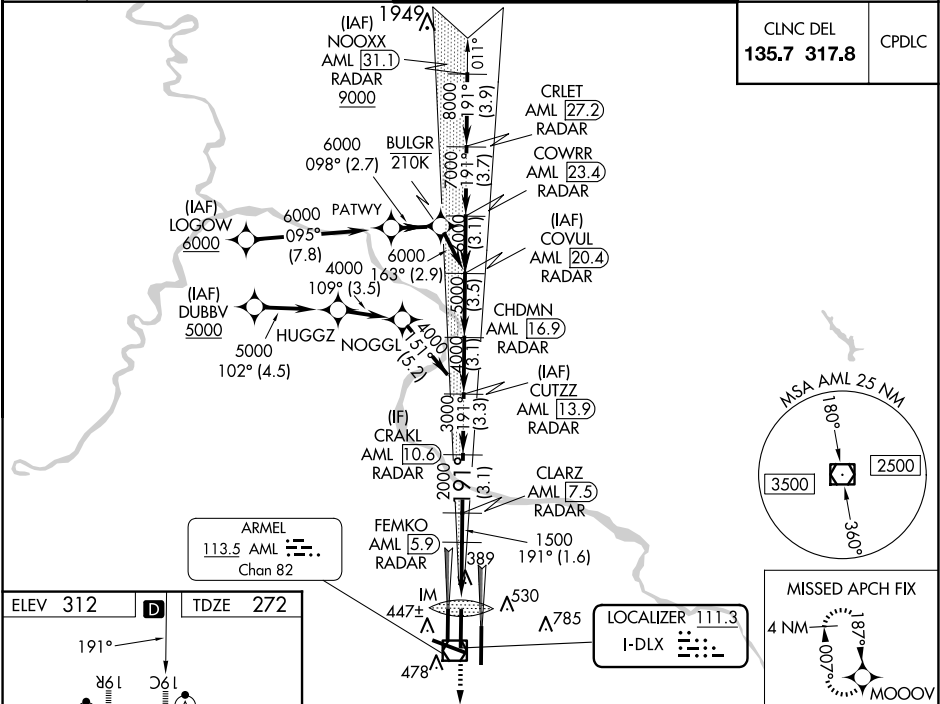 1949
(IAF)
NOOXX
AML 31.1
RADAR
9000
011°
CLNC DEL
135.7 317.8
CPDLC
8000
191°
(3.9)
CRLET
AML 27.2
RADAR
7000
191°
(3.7)
COWRR
AML 23.4
RADAR
6000
098° (2.7)
BULGR
210K
PATWY
(IAF)
LOGOW
6000
6000
095°
(7.8)
6000
(3.1)
(IAF)
COVUL
AML 20.4
RADAR
6000
163° (2.9)
4000
109° (3.5)
(IAF)
DUBBV
5000
5000
102° (4.5)
HUGGZ
NOGGL
4000
151°
(5.2)
5000
(3.5)
CHDMN
AML 16.9
RADAR
4000
(3.1)
(IAF)
CUTZZ
AML 13.9
RADAR
3000
191°
(3.3)
(IF)
CRAKL
AML 10.6
RADAR
2000
191°
(3.1)
CLARZ
AML 7.5
RADAR
1500
191° (1.6)
FEMKO
AML 5.9
RADAR
389
ARMEL
113.5 AML
Chan 82
IM
447±
530
785
478
LOCALIZER 111.3
I-DLX
MSA AML 25 NM
180°
3500
2500
360°
MISSED APCH FIX
4 NM
187°
007°
MOOOV
ELEV 312
D
TDZE 272
191°
19R
19C
A